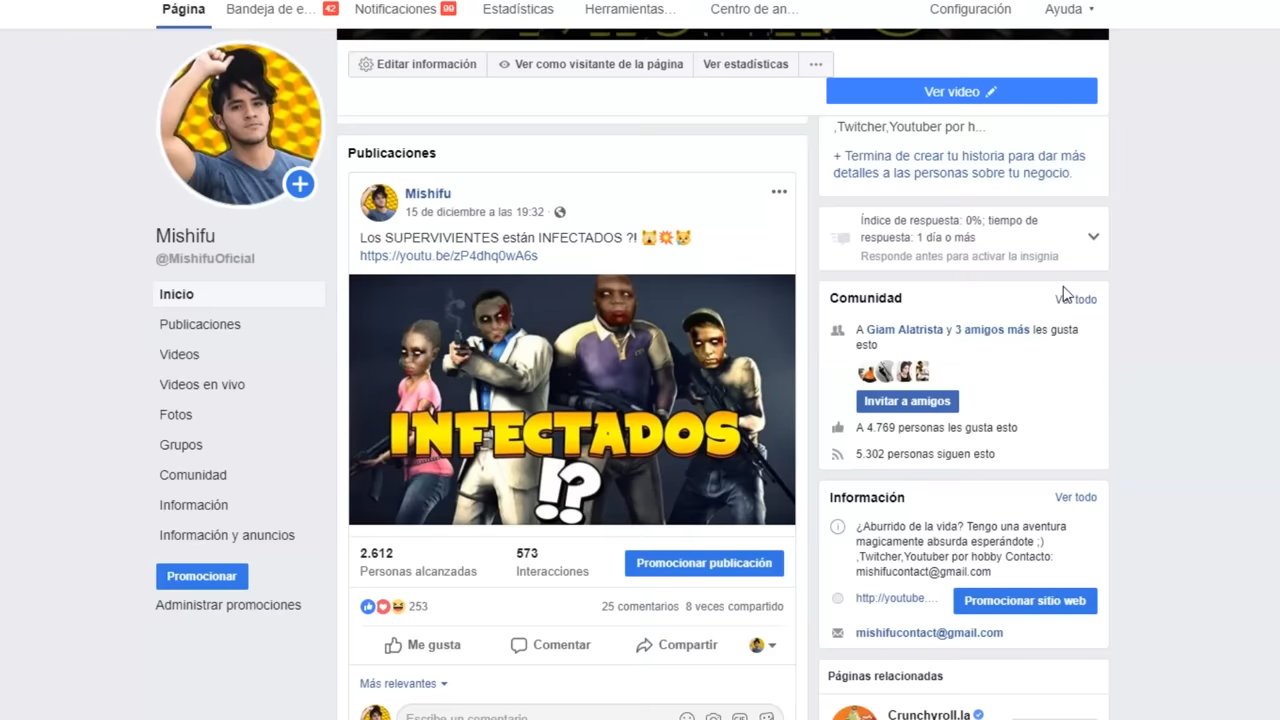 Página
Bandeja de e... 42
Notificaciones 99
Estadísticas
Herramientas...
Centro de an...
Configuración
Ayuda
Editar información
Ver como visitante de la página
Ver estadísticas
...
Ver video
Mishifu
@MishifuOficial
Inicio
Publicaciones
Videos
Videos en vivo
Fotos
Grupos
Comunidad
Información
Información y anuncios
Promocionar
Administrar promociones
Publicaciones
Mishifu
15 de diciembre a las 19:32 ·
Los SUPERVIVIENTES están INFECTADOS ?! 🙀💥😿
https://youtu.be/zP4dhq0wA6s
INFECTADOS
!?
2.612
Personas alcanzadas
573
Interacciones
Promocionar publicación
253
25 comentarios 8 veces compartido
Me gusta
Comentar
Compartir
Más relevantes
Escribe un comentario
GIF
,Twitcher,Youtuber por h...
+ Termina de crear tu historia para dar más
detalles a las personas sobre tu negocio.
Índice de respuesta: 0%; tiempo de
respuesta: 1 día o más
Responde antes para activar la insignia
Comunidad
Ver todo
A Giam Alatrista y 3 amigos más les gusta
esto
Invitar a amigos
A 4.769 personas les gusta esto
5.302 personas siguen esto
Información
Ver todo
¿Aburrido de la vida? Tengo una aventura
magicamente absurda esperándote ;)
,Twitcher,Youtuber por hobby Contacto:
mishifucontact@gmail.com
http://youtube....
Promocionar sitio web
mishifucontact@gmail.com
Páginas relacionadas
Crunchyroll.la